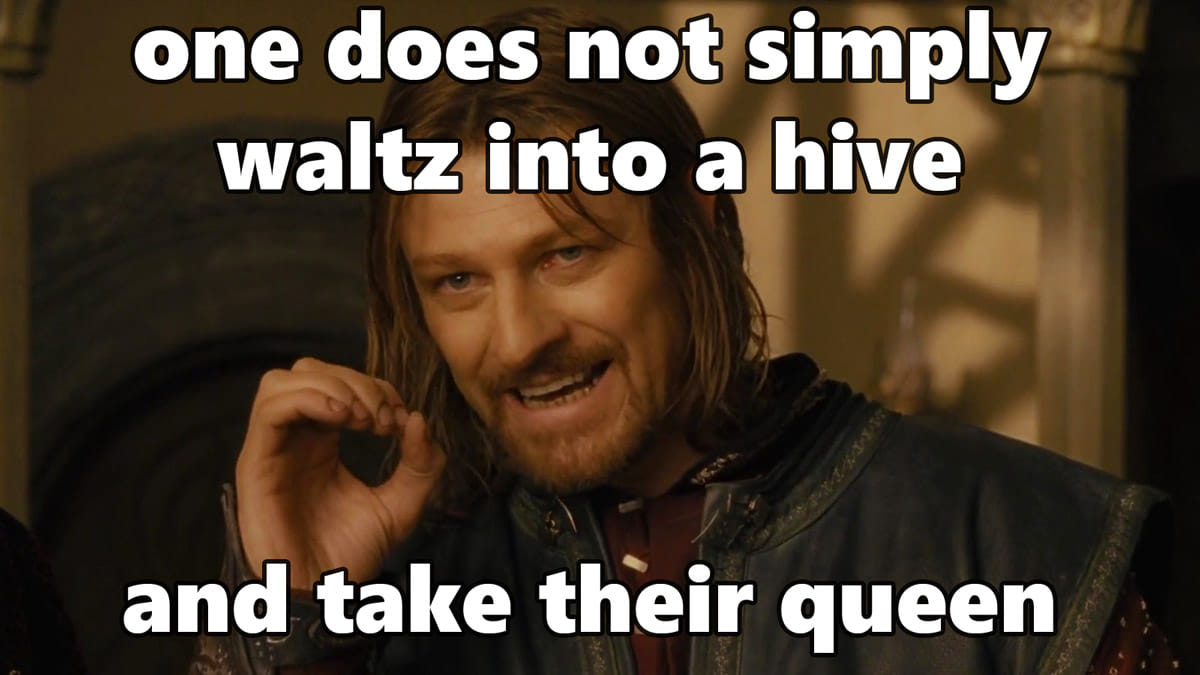 one does not simply
waltz into a hive
and take their queen